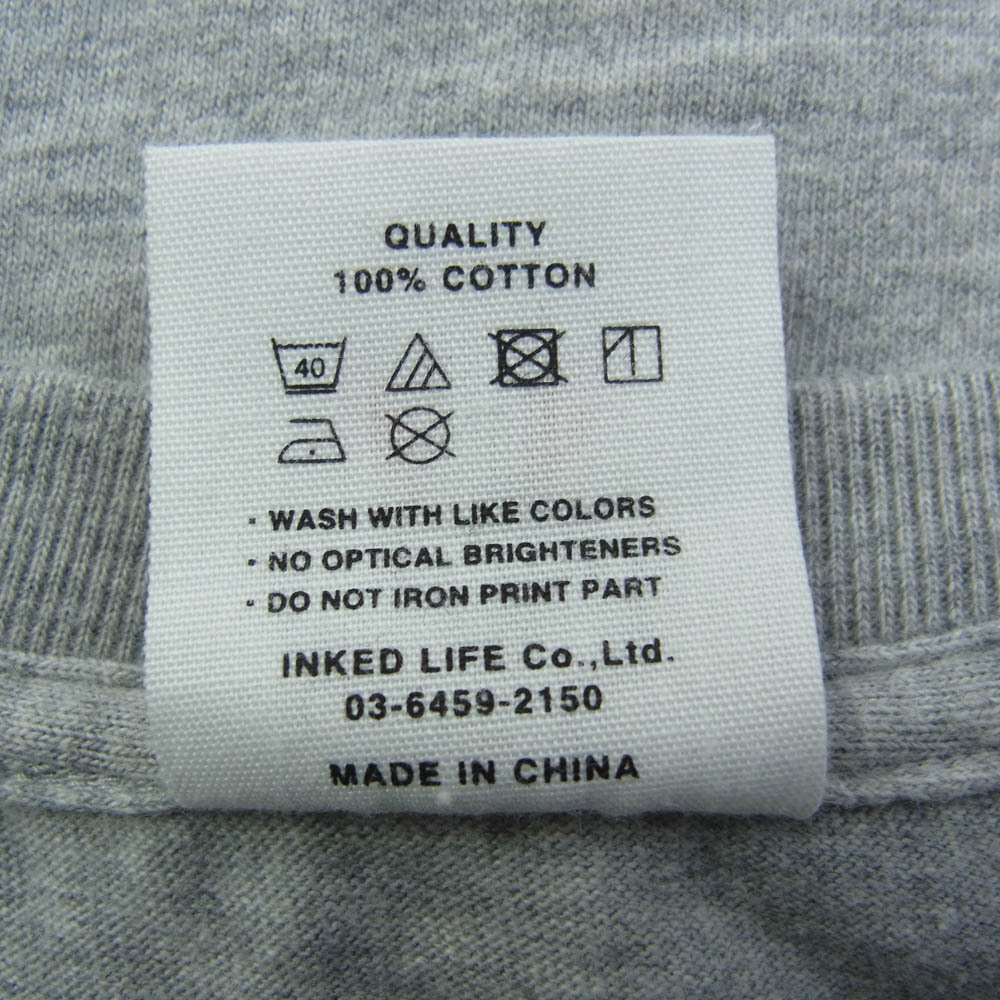 QUALITY
100% COTTON
40
· WASH WITH LIKE COLORS
· NO OPTICAL BRIGHTENERS
· DO NOT IRON PRINT PART
INKED LIFE Co.,Ltd.
03-6459-2150
MADE IN CHINA